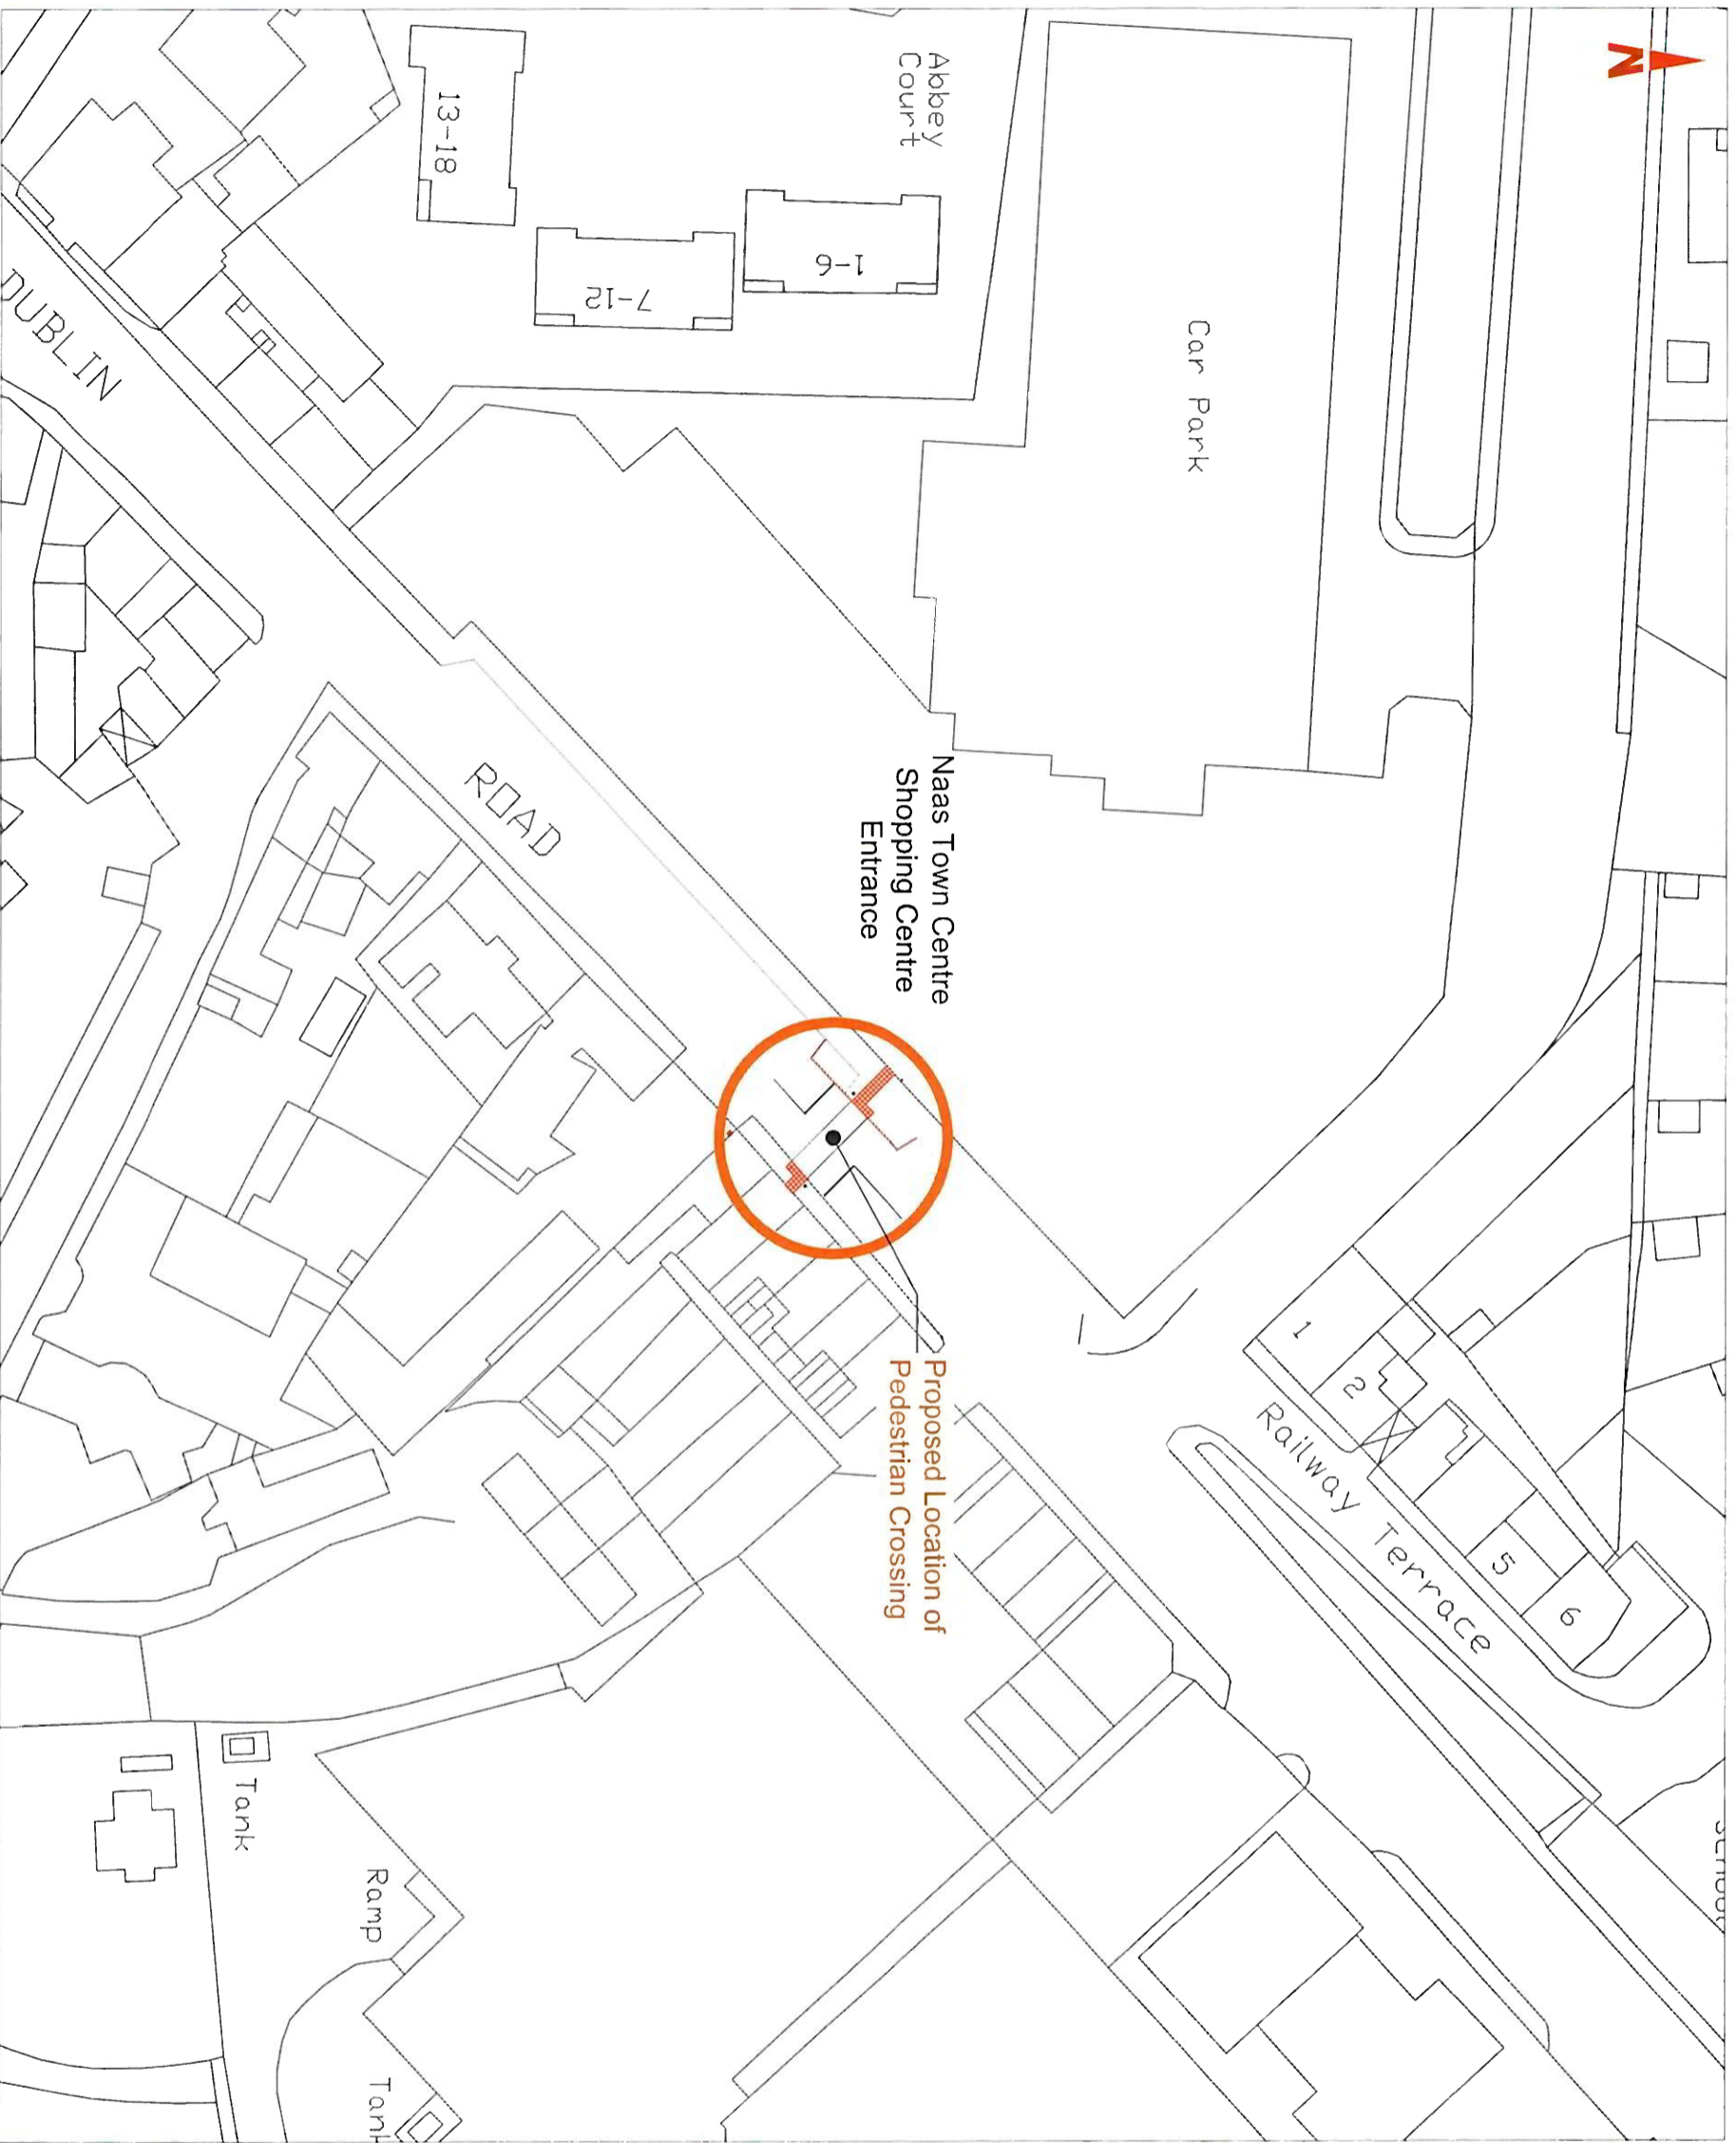 N
Abbey
Court
13-18
1-6
7-12
Car Park
DUBLIN
ROAD
Naas Town Centre
Shopping Centre
Entrance
Proposed Location of
Pedestrian Crossing
1
2
5
6
Railway Terrace
Tank
Ramp